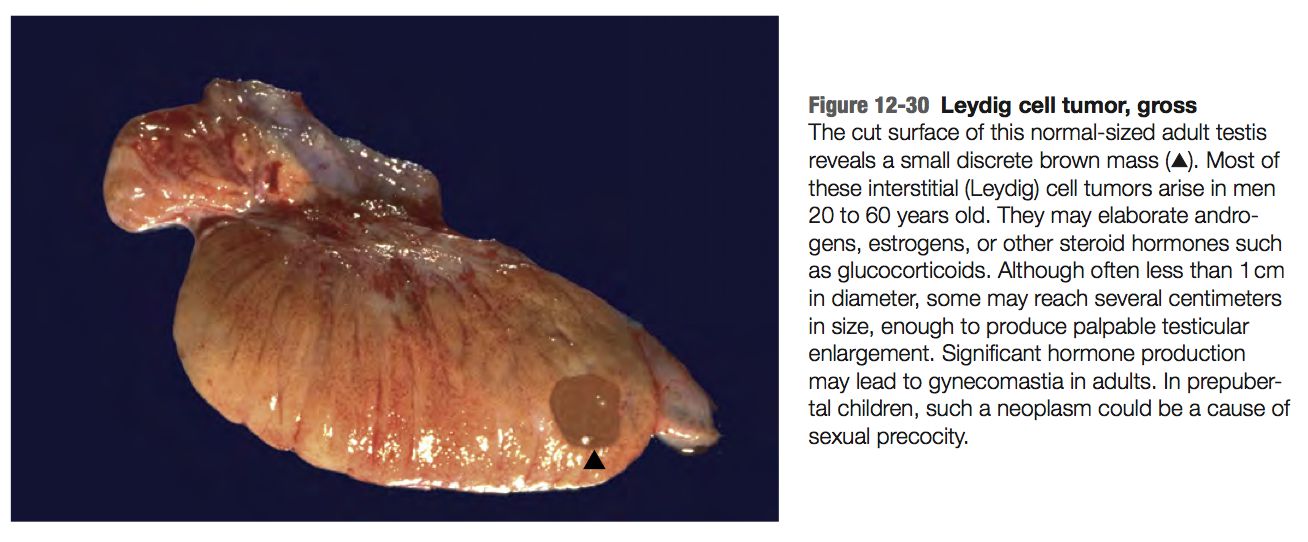 Figure 12-30 Leydig cell tumor, gross
The cut surface of this normal-sized adult testis
reveals a small discrete brown mass (▲). Most of
these interstitial (Leydig) cell tumors arise in men
20 to 60 years old. They may elaborate andro-
gens, estrogens, or other steroid hormones such
as glucocorticoids. Although often less than 1 cm
in diameter, some may reach several centimeters
in size, enough to produce palpable testicular
enlargement. Significant hormone production
may lead to gynecomastia in adults. In prepuber-
tal children, such a neoplasm could be a cause of
sexual precocity.